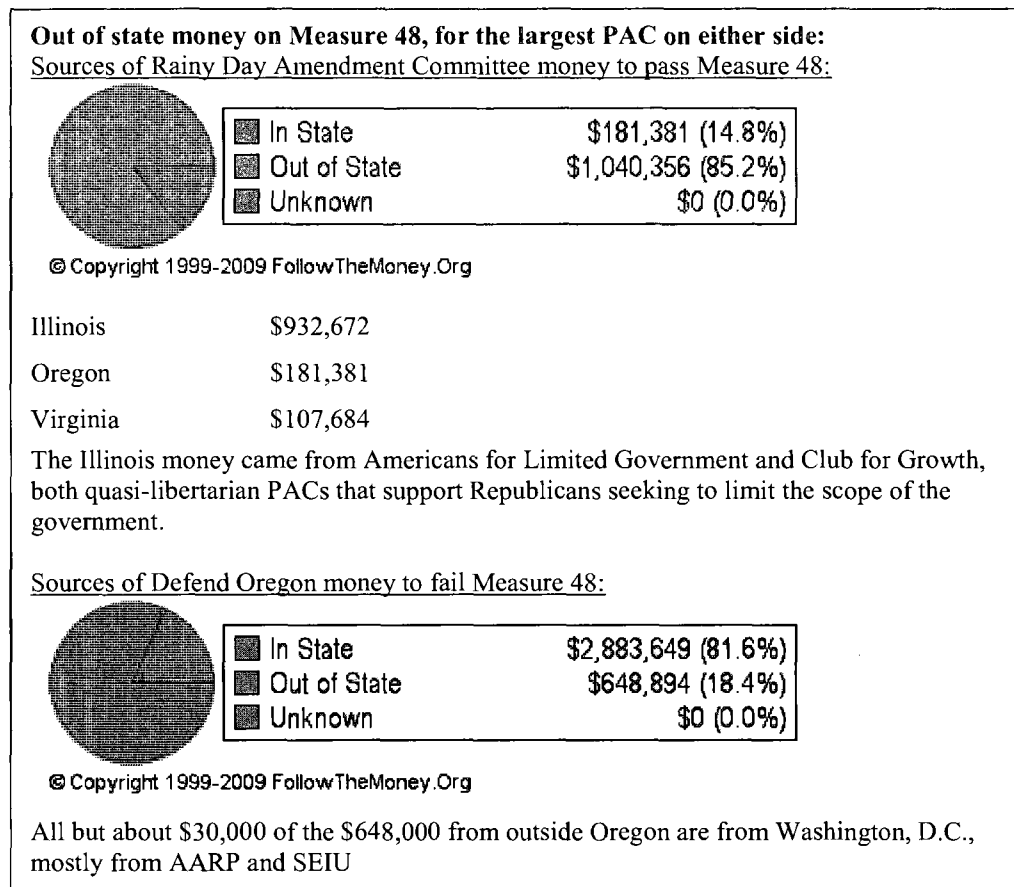 Out of state money on Measure 48, for the largest PAC on either side:
Sources of Rainy Day Amendment Committee money to pass Measure 48:
In State $181,381 (14.8%)
Out of State $1,040,356 (85.2%)
Unknown $0 (0.0%)
© Copyright 1999-2009 FollowTheMoney.Org
Illinois $932,672
Oregon $181,381
Virginia $107,684
The Illinois money came from Americans for Limited Government and Club for Growth,
both quasi-libertarian PACs that support Republicans seeking to limit the scope of the
government.
Sources of Defend Oregon money to fail Measure 48:
In State $2,883,649 (81.6%)
Out of State $648,894 (18.4%)
Unknown $0 (0.0%)
© Copyright 1999-2009 FollowTheMoney.Org
All but about $30,000 of the $648,000 from outside Oregon are from Washington, D.C.,
mostly from AARP and SEIU